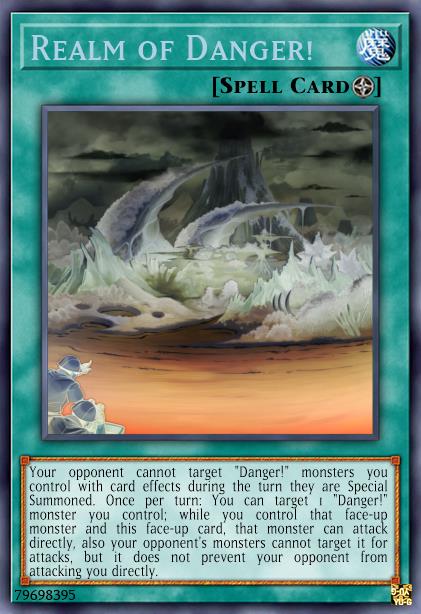 REALM OF DANGER!
魔
[SPELL CARD]
Your opponent cannot target "Danger!" monsters you
control with card effects during the turn they are Special
Summoned. Once per turn: You can target 1 "Danger!"
monster you control; while you control that face-up
monster and this face-up card, that monster can attack
directly, also your opponent's monsters cannot target it for
attacks, but it does not prevent your opponent from
attacking you directly.
79698395